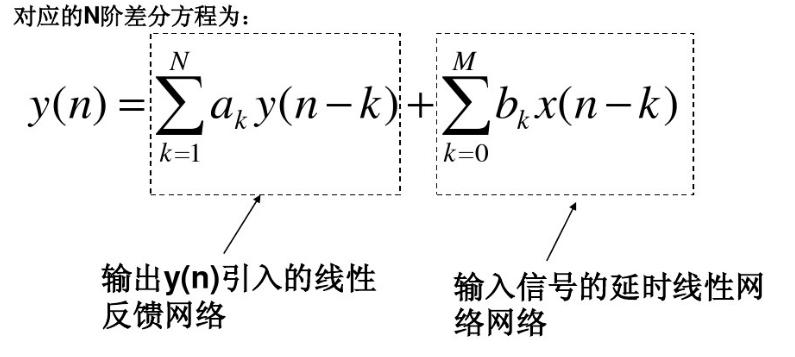 对应的N阶差分方程为：
y(n) = \sum_{k=1}^{N} a_k y(n-k) + \sum_{k=0}^{M} b_k x(n-k)
输出y(n)引入的线性
反馈网络
输入信号的延时线性网
络网络